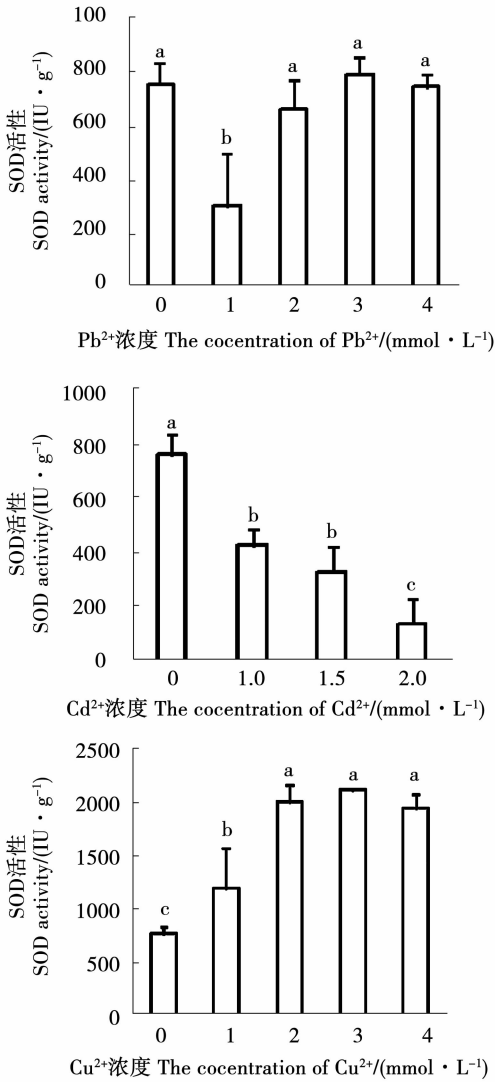 100
a
a
a
a
800
b
600
400
200
0
0 1 2 3 4
SOD活性
SOD activity/(IU·g⁻¹)
Pb²⁺浓度 The cocentration of Pb²⁺/(mmol·L⁻¹)
1000
a
800
600
b
b
400
c
200
0
0 1.0 1.5 2.0
SOD活性
SOD activity/(IU·g⁻¹)
Cd²⁺浓度 The cocentration of Cd²⁺/(mmol·L⁻¹)
2500
a
a
a
2000
b
1500
1000
c
500
0
0 1 2 3 4
SOD活性
SOD activity/(IU·g⁻¹)
Cu²⁺浓度 The cocentration of Cu²⁺/(mmol·L⁻¹)